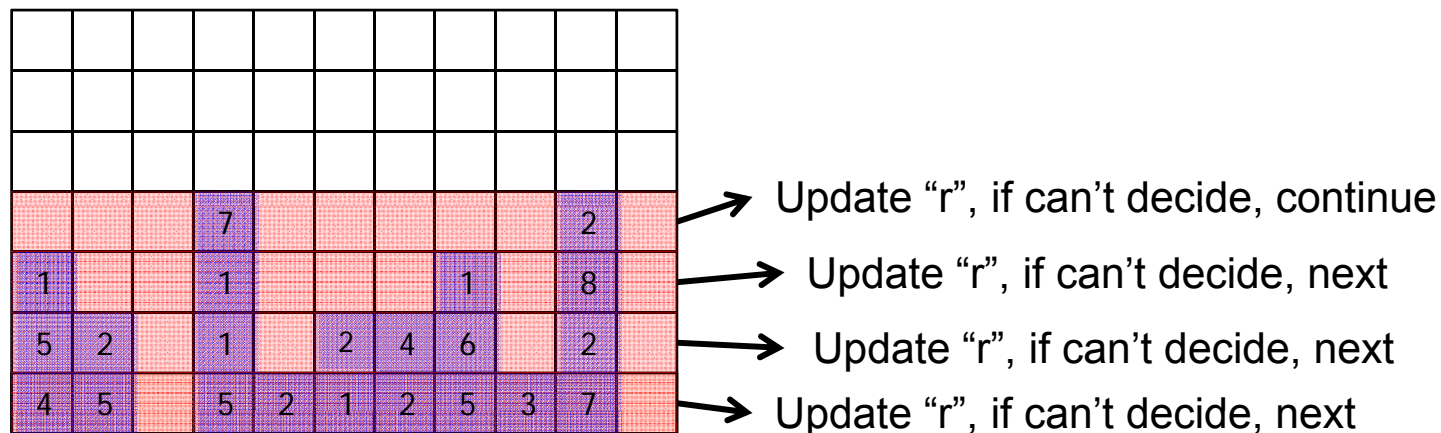 7 2 Update “r”, if can’t decide, continue
1 1 1 8 Update “r”, if can’t decide, next
5 2 1 2 4 6 2 Update “r”, if can’t decide, next
4 5 5 2 1 2 5 3 7 Update “r”, if can’t decide, next